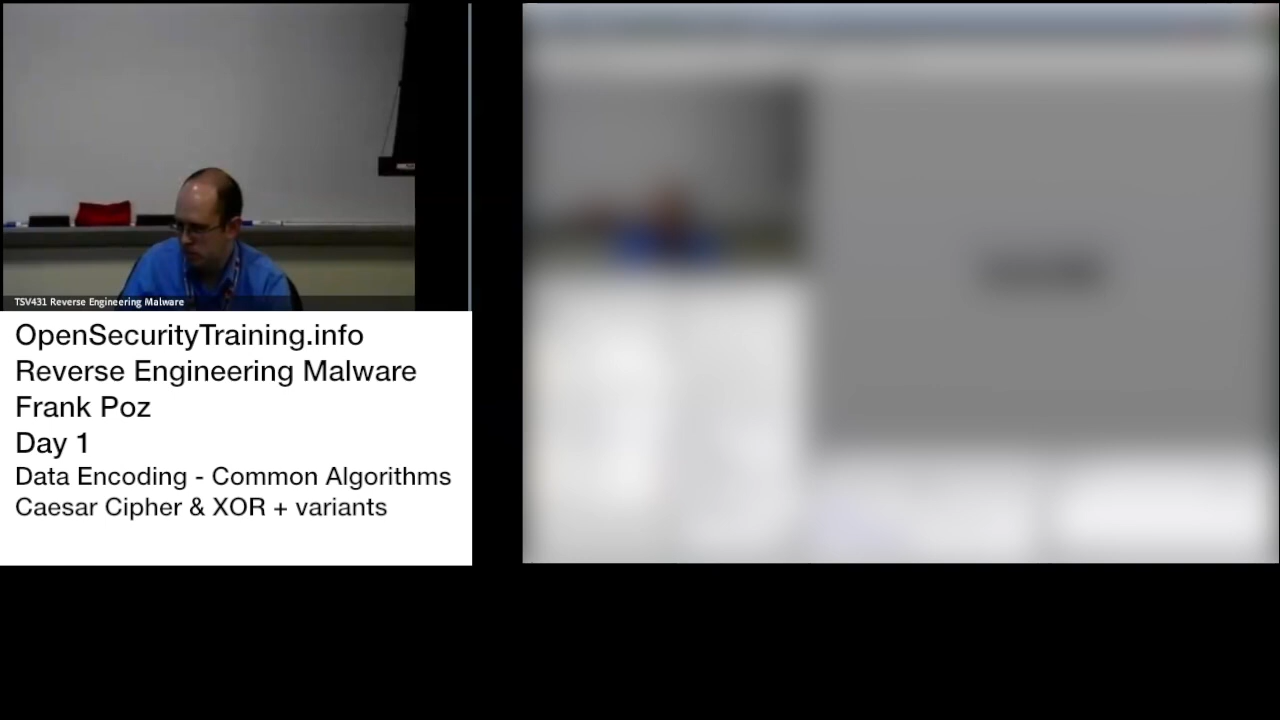 TSV431 Reverse Engineering Malware
OpenSecurityTraining.info
Reverse Engineering Malware
Frank Poz
Day 1
Data Encoding - Common Algorithms
Caesar Cipher & XOR + variants